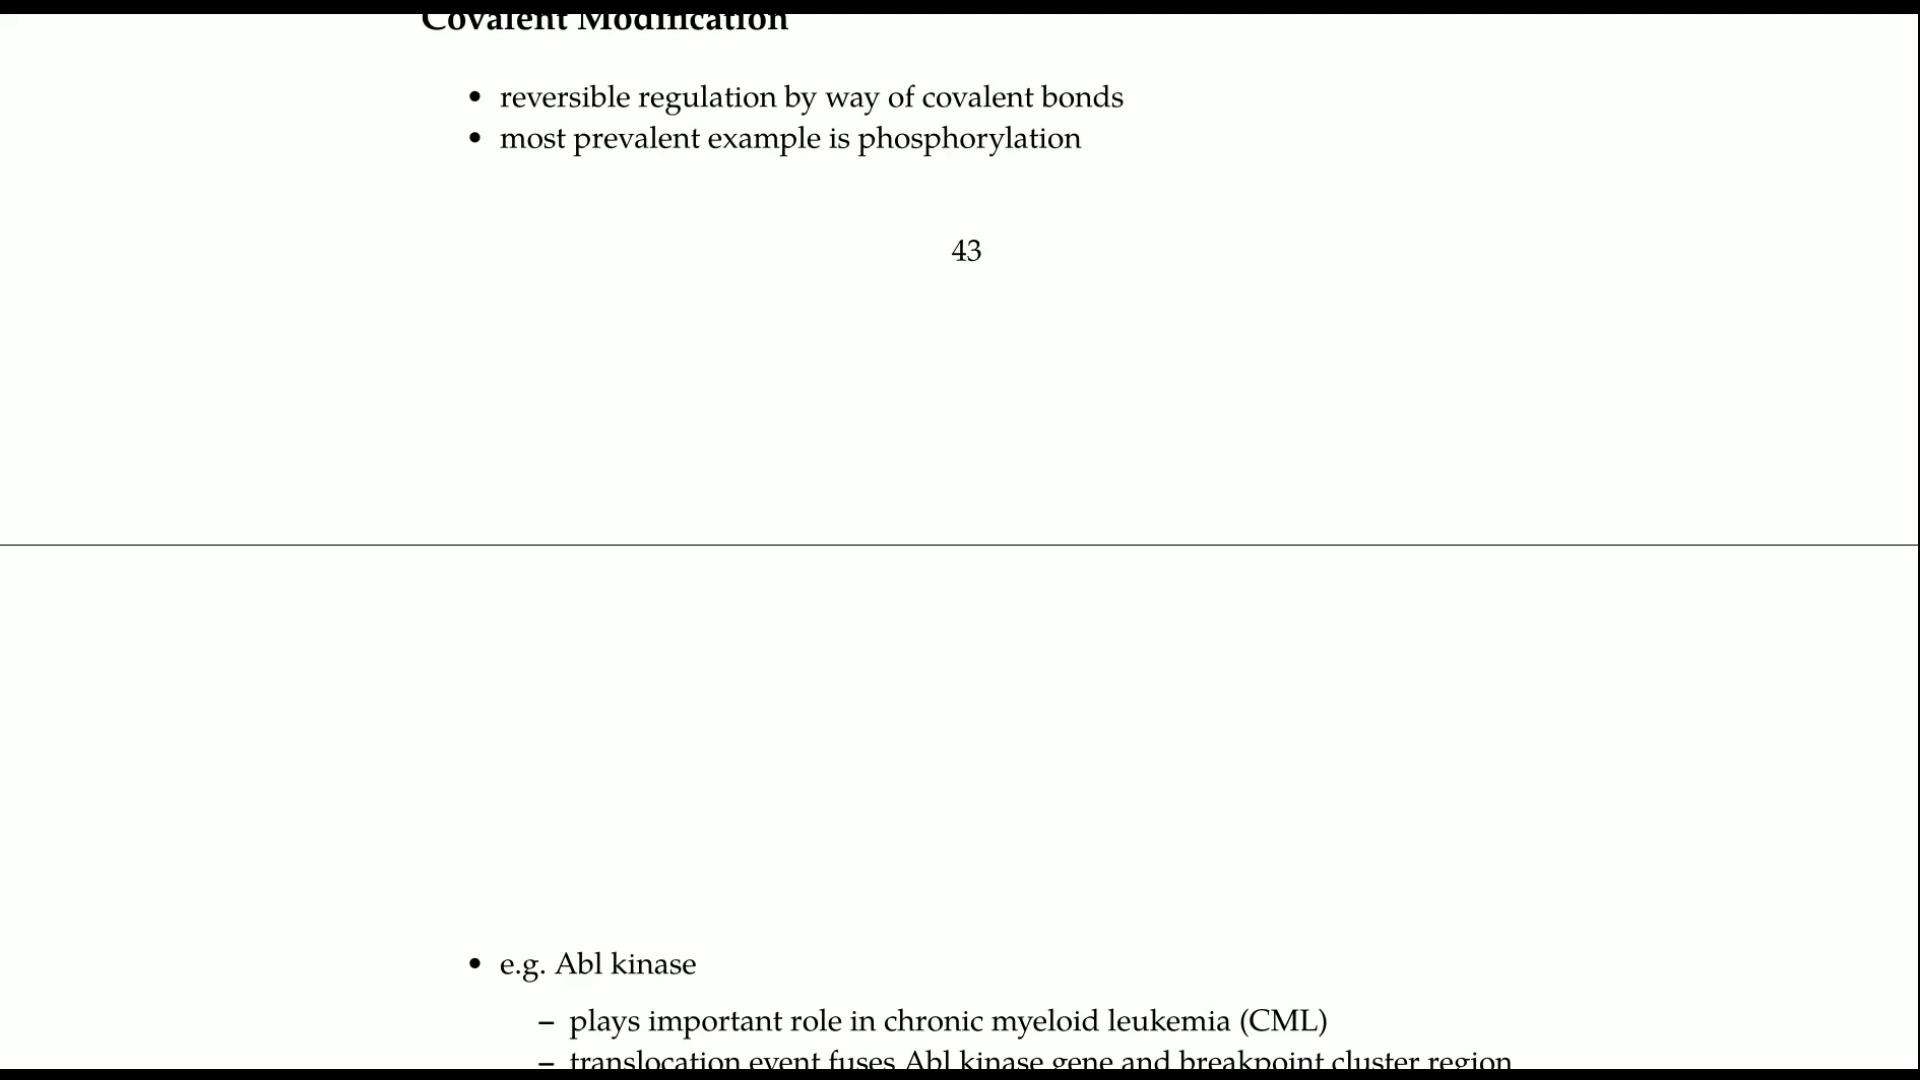 Covalent Modification
• reversible regulation by way of covalent bonds
• most prevalent example is phosphorylation
43
• e.g. Abl kinase
– plays important role in chronic myeloid leukemia (CML)
– translocation event fuses Abl kinase gene and breakpoint cluster region